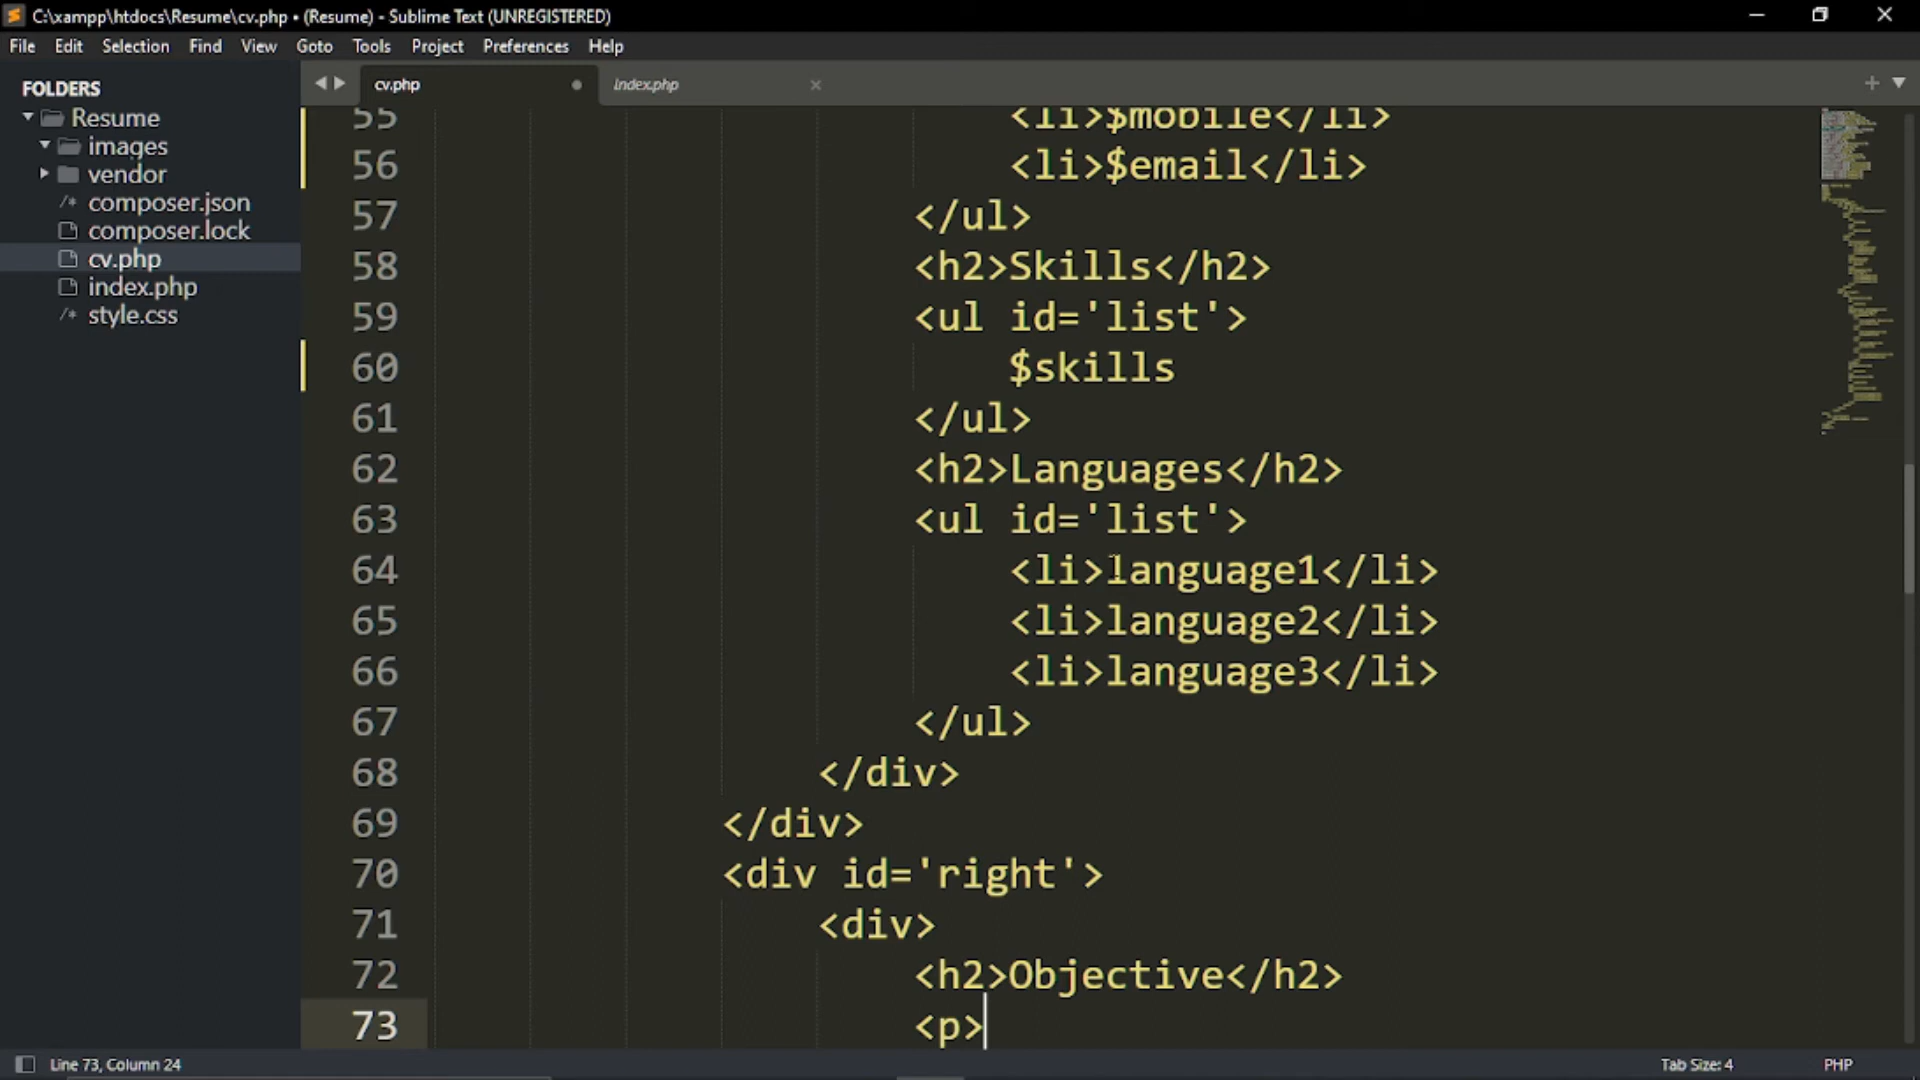 C:\xampp\htdocs\Resume\cv.php • (Resume) - Sublime Text (UNREGISTERED)
File Edit Selection Find View Goto Tools Project Preferences Help
FOLDERS
Resume
images
vendor
/* composer.json
composer.lock
cv.php
index.php
/* style.css
cv.php index.php
55 <li>$mobile</li>
56 <li>$email</li>
57 </ul>
58 <h2>Skills</h2>
59 <ul id='list'>
60 $skills
61 </ul>
62 <h2>Languages</h2>
63 <ul id='list'>
64 <li>language1</li>
65 <li>language2</li>
66 <li>language3</li>
67 </ul>
68 </div>
69 </div>
70 <div id='right'>
71 <div>
72 <h2>Objective</h2>
73 <p>
Line 73, Column 24 Tab Size: 4 PHP